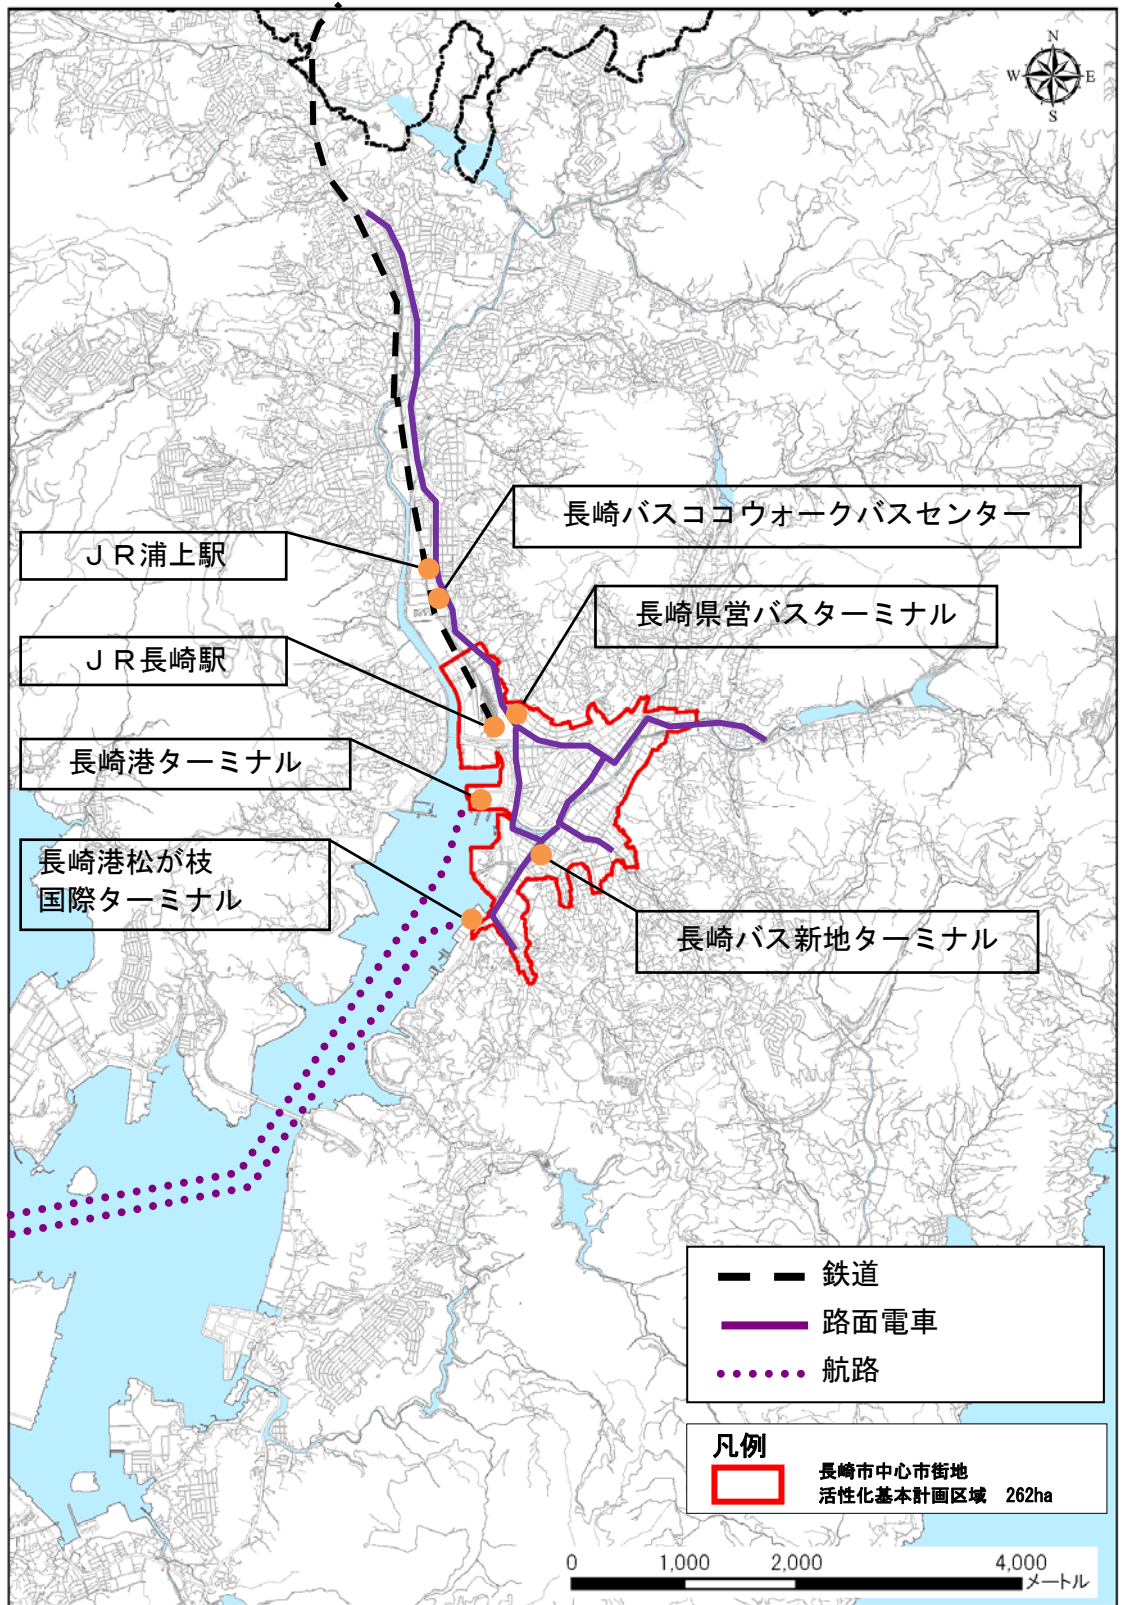 N
W E
S
長崎バスココウォークバスセンター
ＪＲ浦上駅
長崎県営バスターミナル
ＪＲ長崎駅
長崎港ターミナル
長崎港松が枝
国際ターミナル
長崎バス新地ターミナル
鉄道
路面電車
航路
凡例
長崎市中心市街地
活性化基本計画区域 262ha
0 1,000 2,000 4,000
メートル